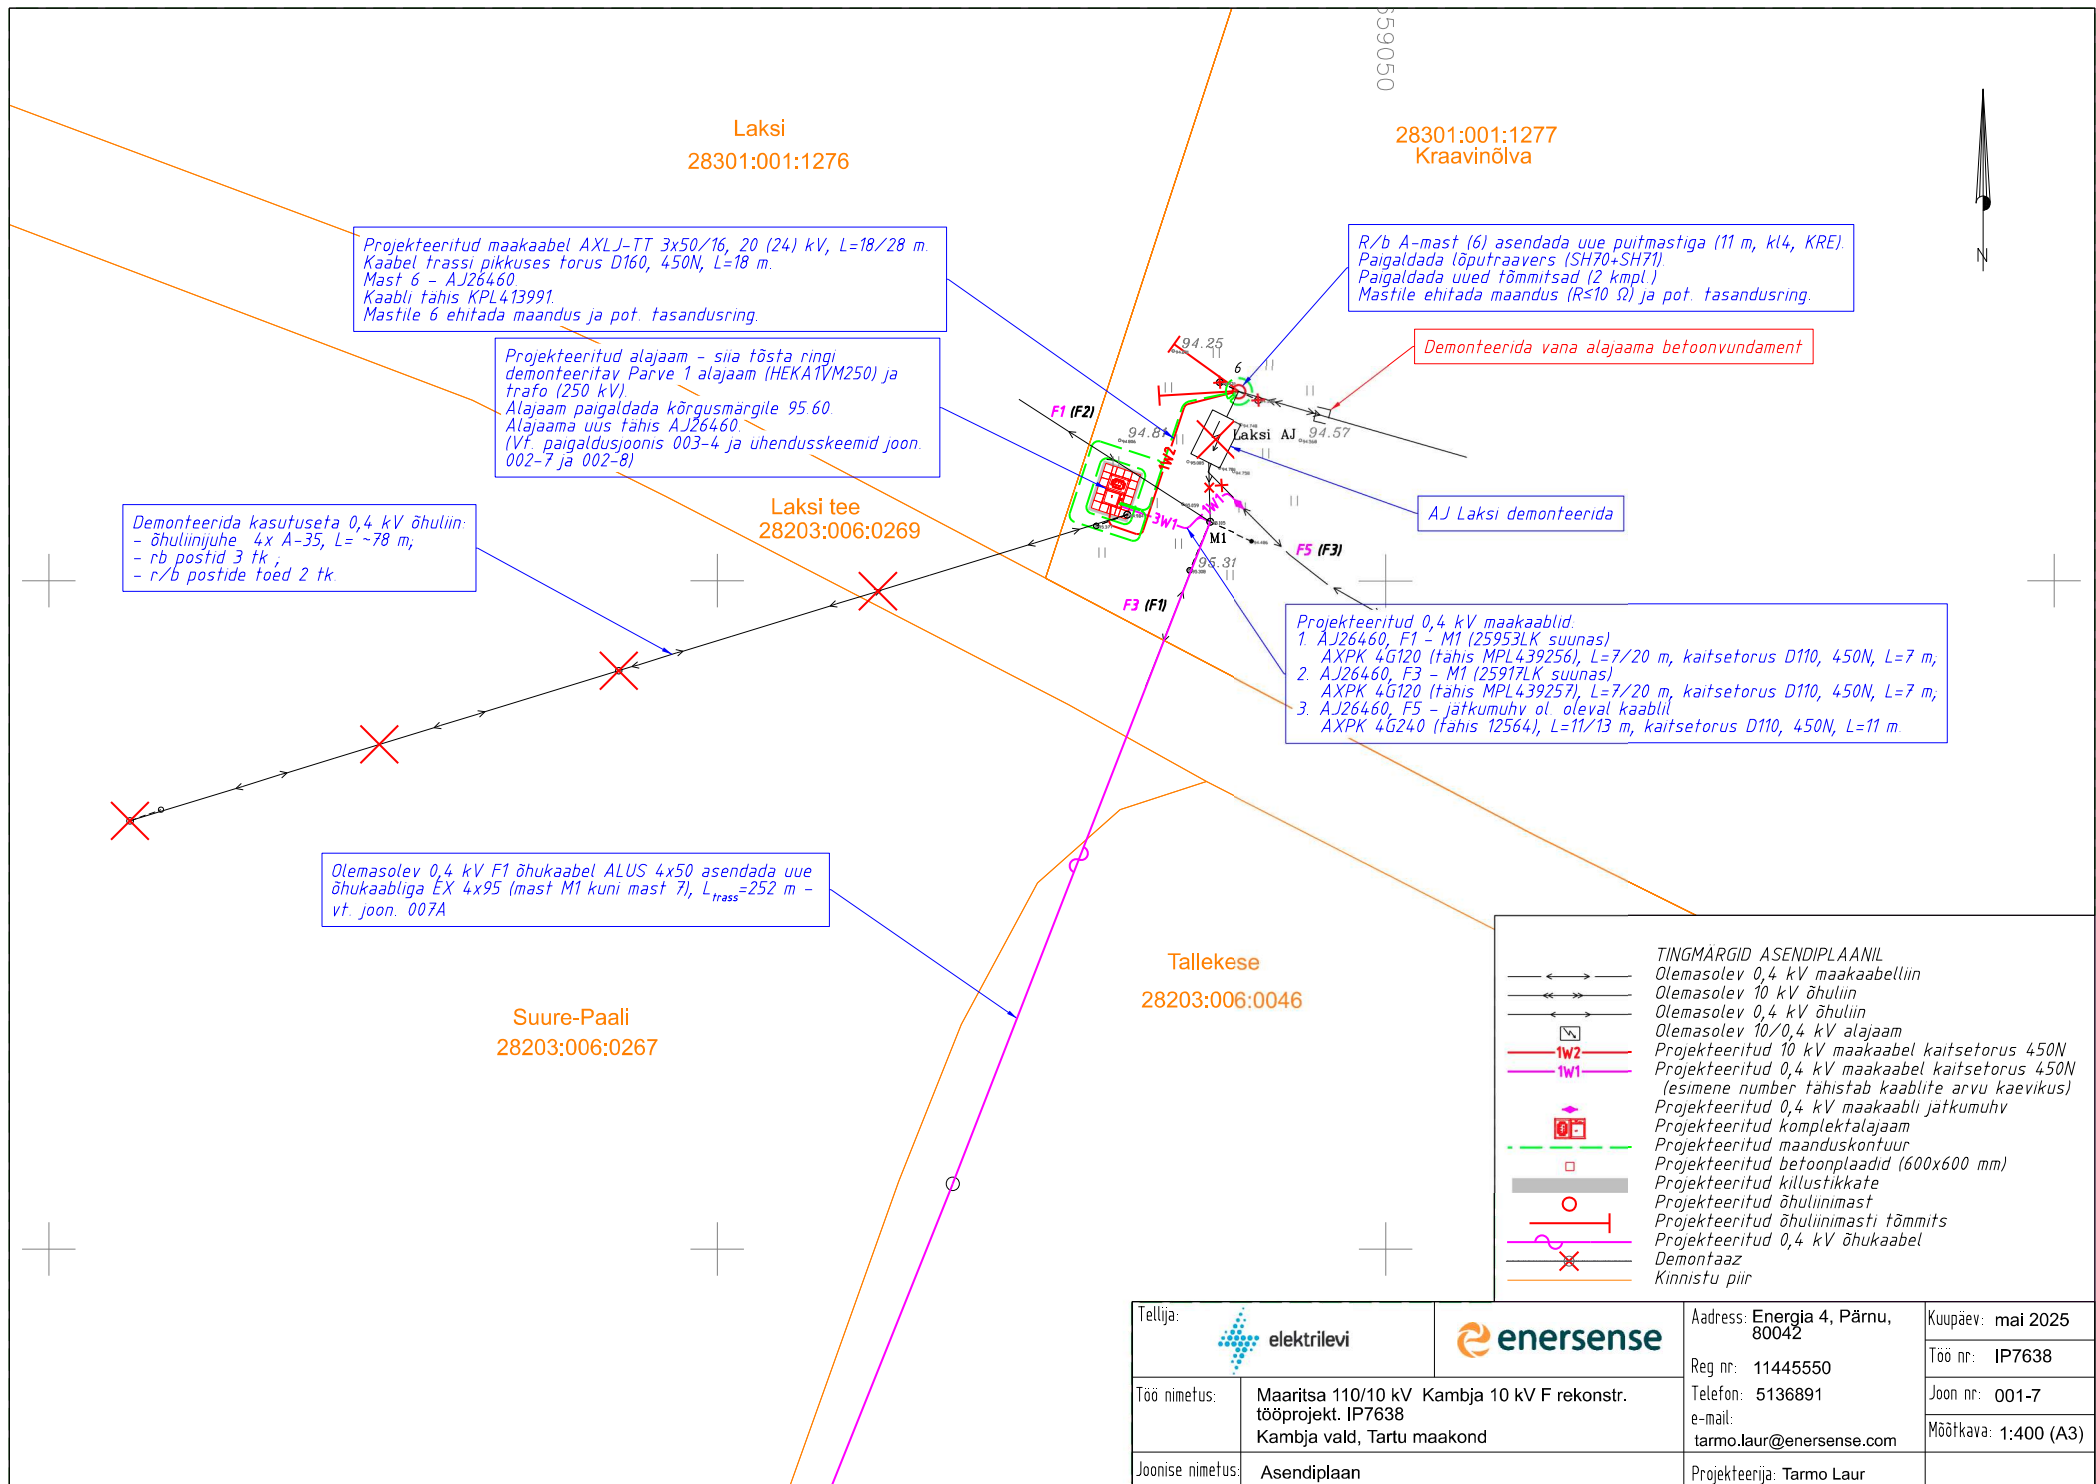 659050
Laksi
28301:001:1276
28301:001:1277
Kraavinõlva
Projekteeritud maakaabel AXLJ-TT 3x50/16, 20 (24) kV, L=18/28 m.
Kaabel trassi pikkuses torus D160, 450N, L=18 m.
Mast 6 - AJ26460.
Kaabli tähis KPL413991.
Mastile 6 ehitada maandus ja pot. tasandusring.
R/b A-mast (6) asendada uue puitmastiga (11 m, kl4, KRE).
Paigaldada lõputraavers (SH70+SH71).
Paigaldada uued tõmmitsad (2 kmpl.)
Mastile ehitada maandus (R≤10 Ω) ja pot. tasandusring.
N
Demonteerida vana alajaama betoonvundament
Projekteeritud alajaam - siia tõsta ringi
demonteeritav Parve 1 alajaam (HEKA1VM250) ja
trafo (250 kV).
Alajaam paigaldada kõrgusmärgile 95.60.
Alajaama uus tähis AJ26460.
(Vt. paigaldusjoonis 003-4 ja ühendusskeemid joon.
002-7 ja 002-8)
94.25
6
F1 (F2)
94.81
1W2
Laksi AJ
94.57
Laksi tee
28203:006:0269
AJ Laksi demonteerida
Demonteerida kasutuseta 0,4 kV õhuliin:
- õhuliinijuhe 4x A-35, L= ~78 m;
- rb postid 3 tk ;
- r/b postide toed 2 tk.
3W1
1W1
M1
F5 (F3)
95.31
F3 (F1)
Projekteeritud 0,4 kV maakaablid.
1. AJ26460, F1 - M1 (25953LK suunas)
AXPK 4G120 (tähis MPL439256), L=7/20 m, kaitsetorus D110, 450N, L=7 m;
2. AJ26460, F3 - M1 (25917LK suunas)
AXPK 4G120 (tähis MPL439257), L=7/20 m, kaitsetorus D110, 450N, L=7 m;
3. AJ26460, F5 - jätkumuhv ol. oleval kaablil
AXPK 4G240 (tähis 12564), L=11/13 m, kaitsetorus D110, 450N, L=11 m.
Olemasolev 0,4 kV F1 õhukaabel ALUS 4x50 asendada uue
õhukaabliga EX 4x95 (mast M1 kuni mast 7), Ltrass=252 m -
vt. joon. 007A
Tallekese
28203:006:0046
Suure-Paali
28203:006:0267
TINGMÄRGID ASENDIPLAANIL
Olemasolev 0,4 kV maakaabelliin
Olemasolev 10 kV õhuliin
Olemasolev 0,4 kV õhuliin
Olemasolev 10/0,4 kV alajaam
1W2 Projekteeritud 10 kV maakaabel kaitsetorus 450N
1W1 Projekteeritud 0,4 kV maakaabel kaitsetorus 450N
(esimene number tähistab kaablite arvu kaevikus)
Projekteeritud 0,4 kV maakaabli jätkumuhv
Projekteeritud komplektalajaam
Projekteeritud maanduskontuur
Projekteeritud betoonplaadid (600x600 mm)
Projekteeritud killustikkate
Projekteeritud õhuliinimast
Projekteeritud õhuliinimasti tõmmits
Projekteeritud 0,4 kV õhukaabel
Demontaaz
Kinnistu piir
Tellija:
elektrilevi
enersense
Aadress: Energia 4, Pärnu,
80042
Reg nr: 11445550
Telefon: 5136891
e-mail:
tarmo.laur@enersense.com
Kuupäev: mai 2025
Töö nr: IP7638
Joon nr: 001-7
Mõõtkava: 1:400 (A3)
Töö nimetus: Maaritsa 110/10 kV Kambja 10 kV F rekonstr.
tööprojekt. IP7638
Kambja vald, Tartu maakond
Joonise nimetus: Asendiplaan
Projekteerija: Tarmo Laur